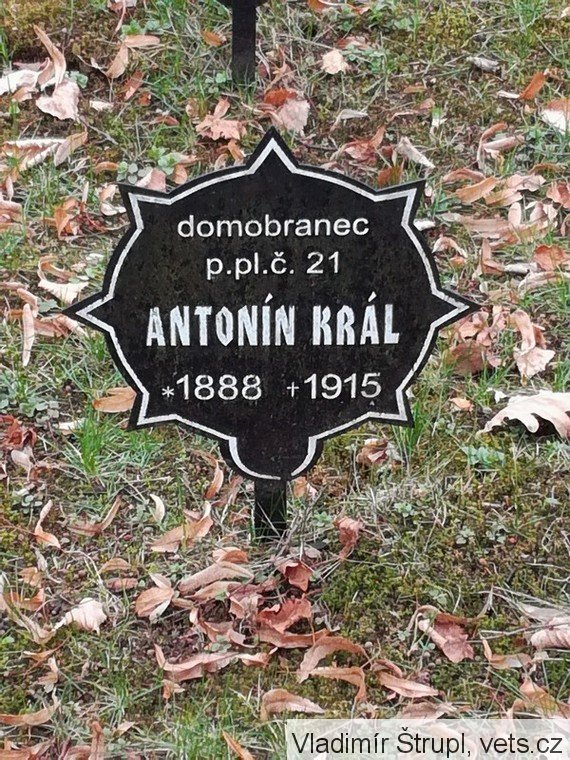 domobranec
p.pl.č. 21
ANTONÍN KRÁL
*1888 †1915
Vladimír Štrupl, vets.cz